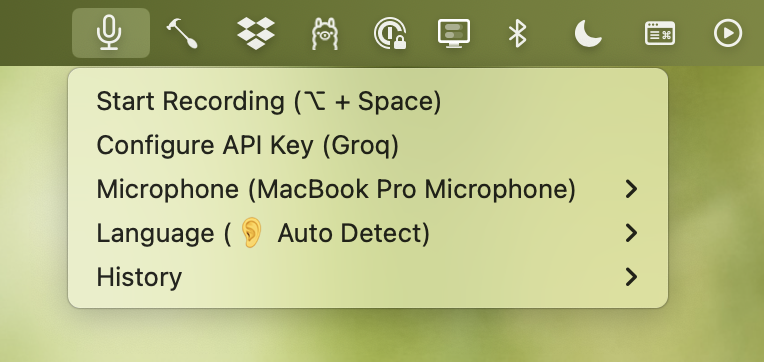 Start Recording (⌥ + Space)
Configure API Key (Groq)
Microphone (MacBook Pro Microphone)
Language (👂 Auto Detect)
History